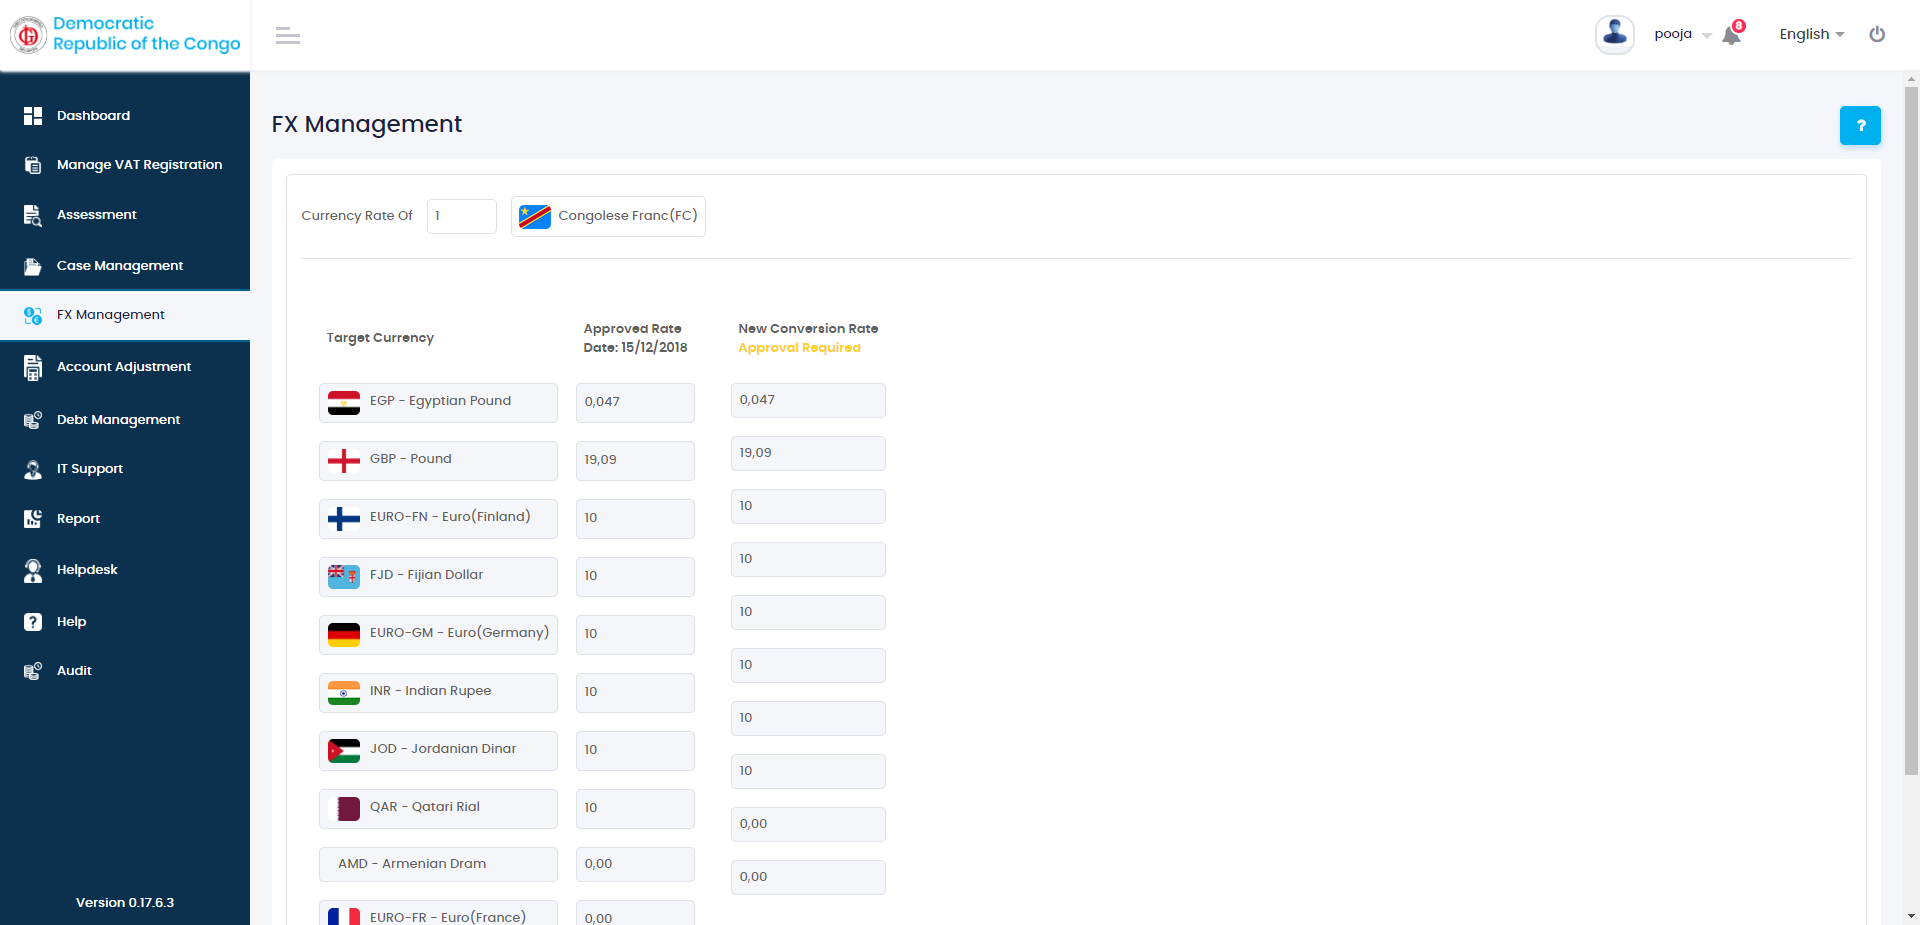 Democratic
Republic of the Congo
pooja
8
English
Dashboard
Manage VAT Registration
Assessment
Case Management
FX Management
Account Adjustment
Debt Management
IT Support
Report
Helpdesk
Help
Audit
Version 0.17.6.3
FX Management
?
Currency Rate Of 1 Congolese Franc(FC)
Target Currency
Approved Rate
Date: 15/12/2018
New Conversion Rate
Approval Required
EGP - Egyptian Pound 0,047 0,047
GBP - Pound 19,09 19,09
EURO-FN - Euro(Finland) 10 10
FJD - Fijian Dollar 10 10
EURO-GM - Euro(Germany) 10 10
INR - Indian Rupee 10 10
JOD - Jordanian Dinar 10 10
QAR - Qatari Rial 10 10
AMD - Armenian Dram 0,00 0,00
EURO-FR - Euro(France) 0,00 0,00